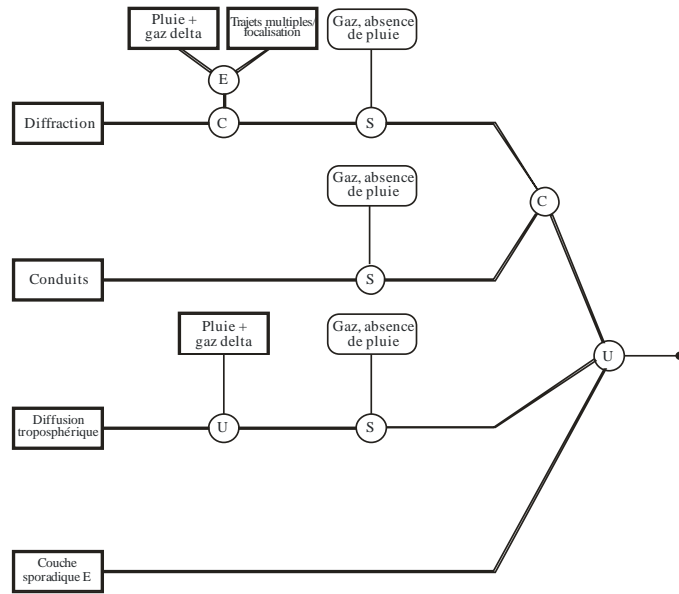 Pluie +
gaz delta
Trajets multiples/
focalisation
Gaz, absence
de pluie
E
Diffraction
C
S
Gaz, absence
de pluie
C
Conduits
S
Pluie +
gaz delta
Gaz, absence
de pluie
U
Diffusion
troposphérique
U
S
Couche
sporadique E